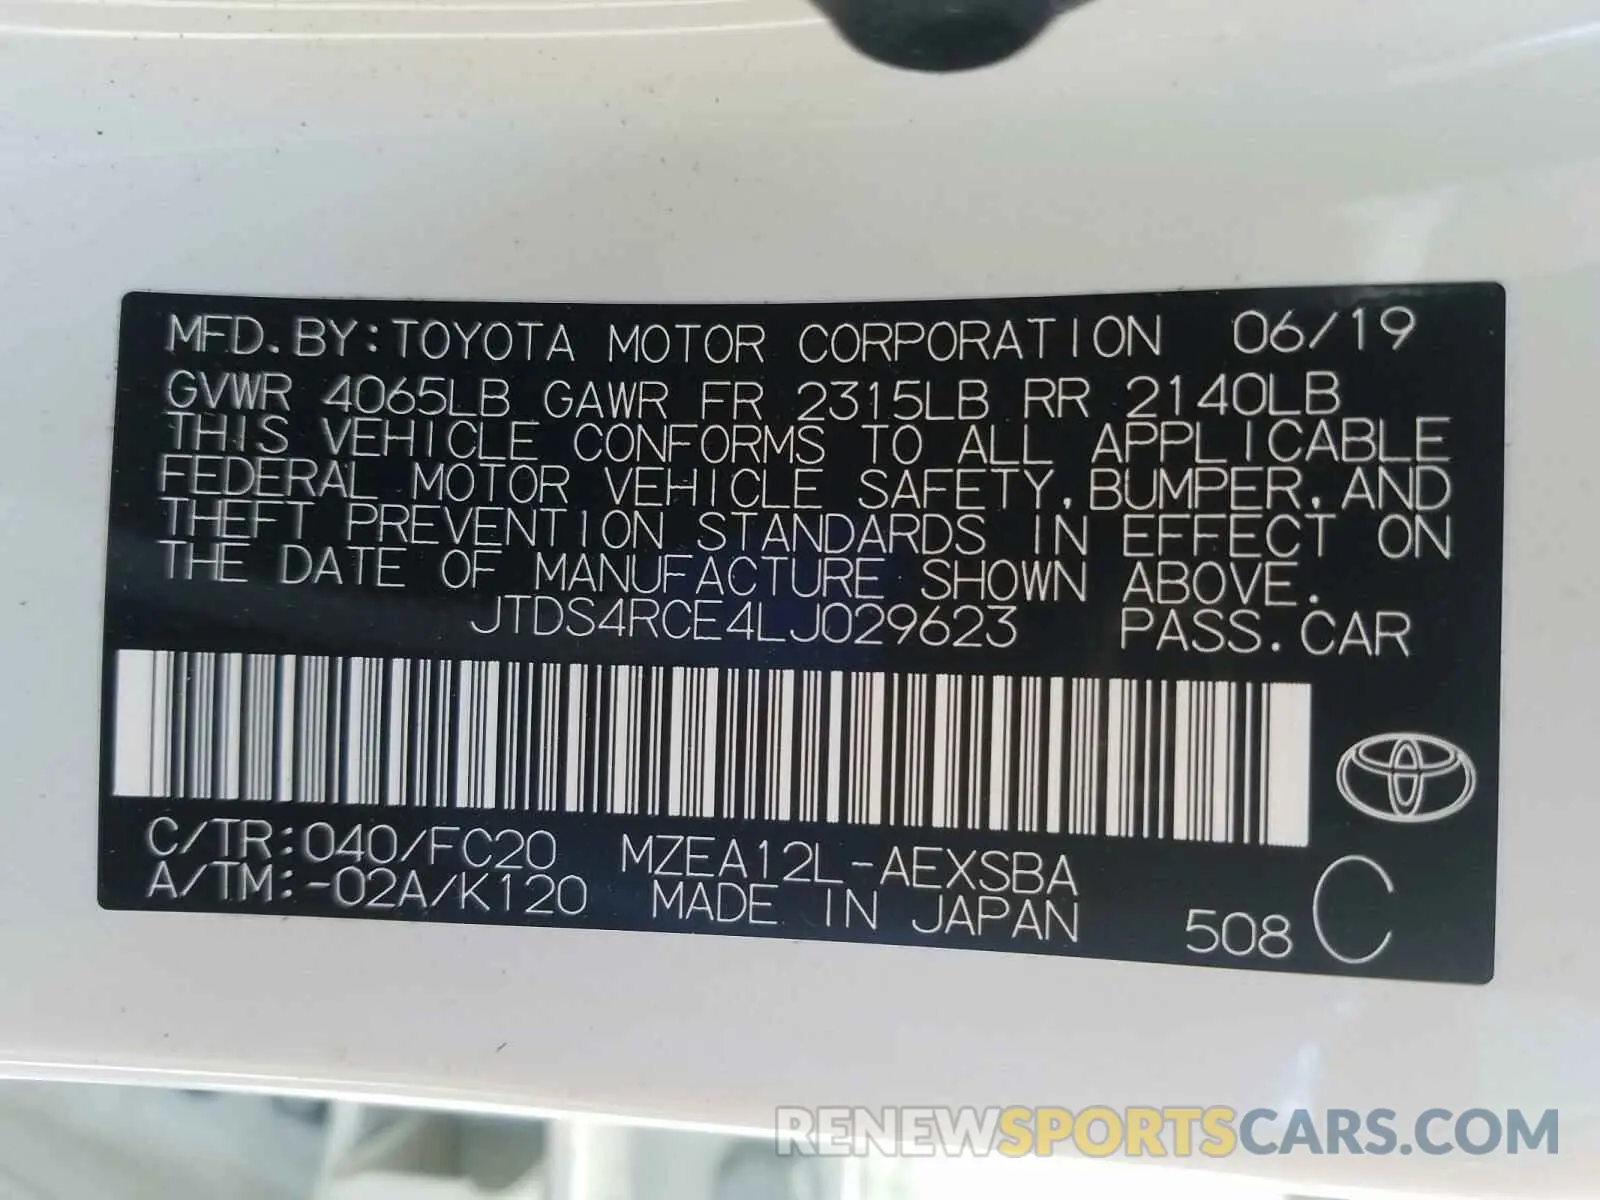 MFD.BY:TOYOTA MOTOR CORPORATION 06/19
GVWR 4065LB GAWR FR 2315LB RR 2140LB
THIS VEHICLE CONFORMS TO ALL APPLICABLE
FEDERAL MOTOR VEHICLE SAFETY,BUMPER,AND
THEFT PREVENTION STANDARDS IN EFFECT ON
THE DATE OF MANUFACTURE SHOWN ABOVE.
JTDS4RCE4LJ029623 PASS.CAR
C/TR:040/FC20 MZEA12L-AEXSBA
A/TM:-02A/K120 MADE IN JAPAN 508 C
RENEWSPORTSCARS.COM